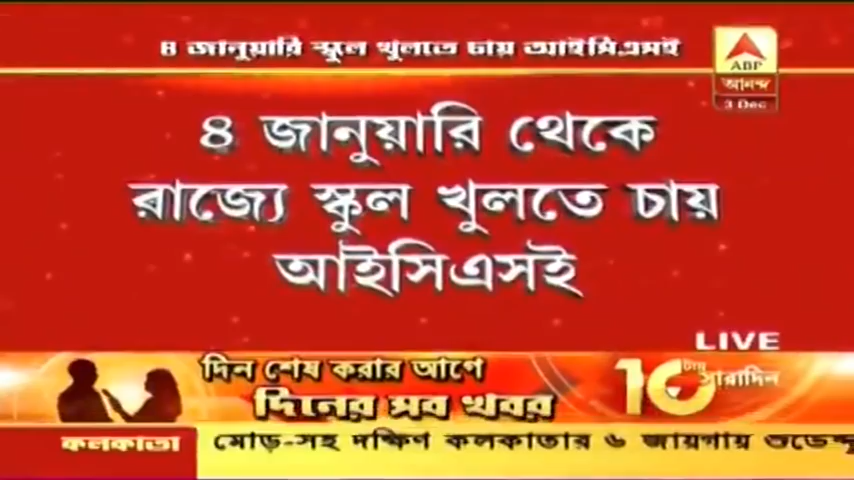 ৪ জানুয়ারি স্কুল খুলতে চায় আইসিএসই
ABP
আনন্দ
3 Dec
৪ জানুয়ারি থেকে
রাজ্যে স্কুল খুলতে চায়
আইসিএসই
LIVE
দিন শেষ করার আগে
দিনের সব খবর
10 টায়
সারাদিন
কলকাতা
মোড়-সহ দক্ষিণ কলকাতার ৬ জায়গায় শুভেন্দু